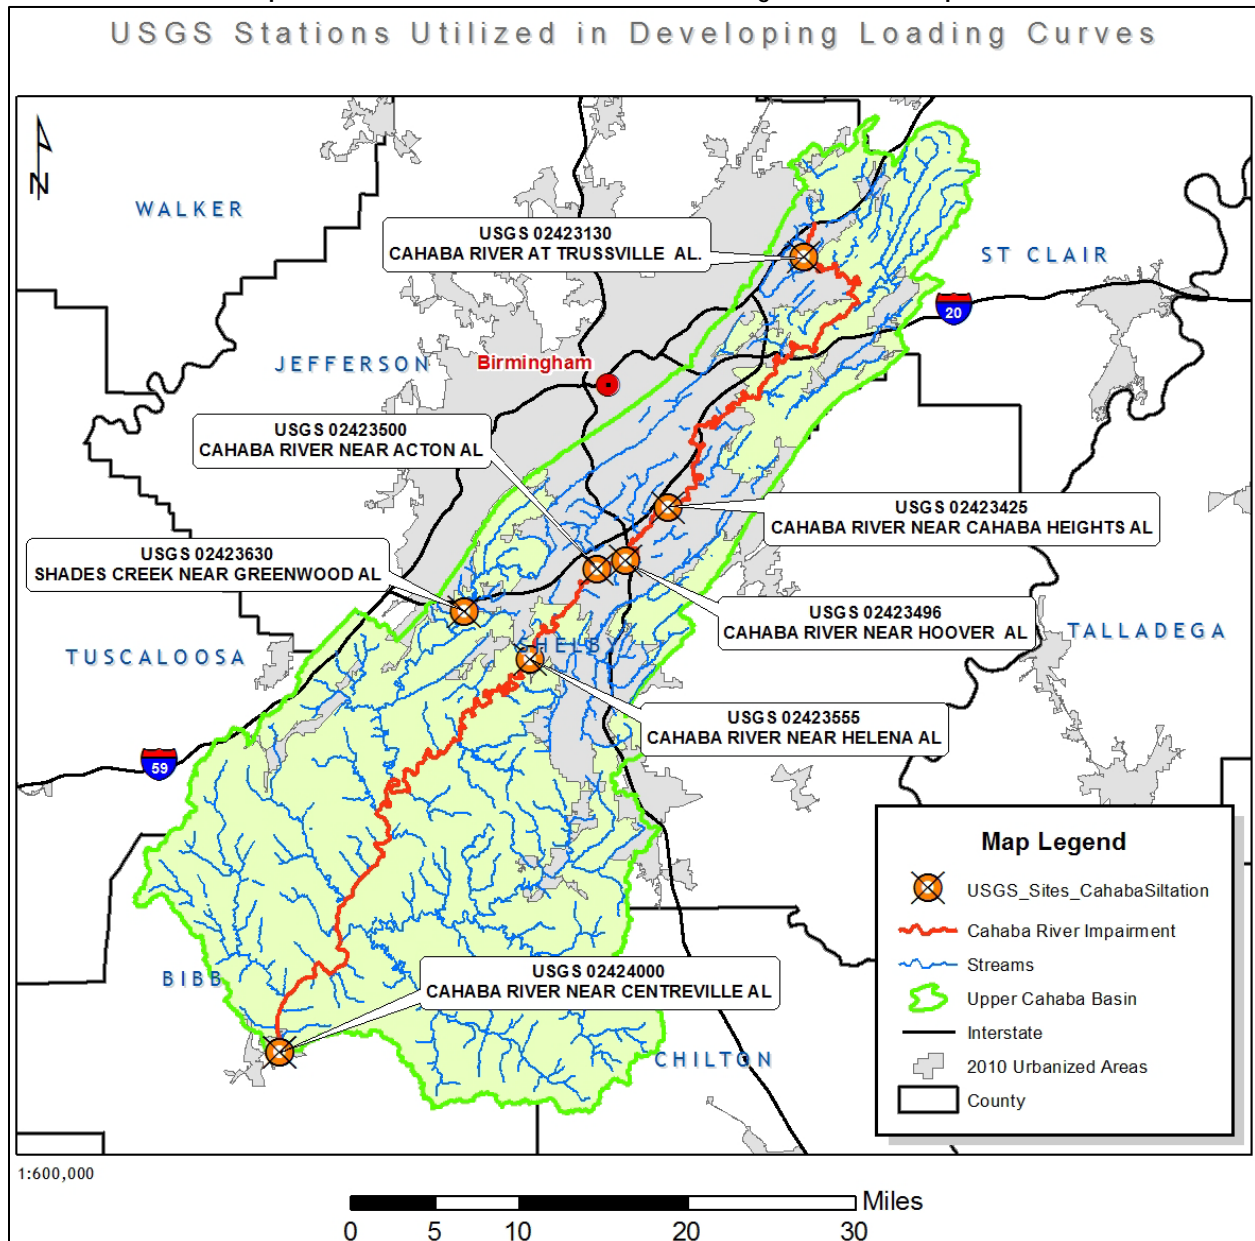 USGS Stations Utilized in Developing Loading Curves
N
WALKER
USGS 02423130
CAHABA RIVER AT TRUSSVILLE AL.
ST CLAIR
20
JEFFERSON
Birmingham
USGS 02423500
CAHABA RIVER NEAR ACTON AL
USGS 02423425
CAHABA RIVER NEAR CAHABA HEIGHTS AL
USGS 02423630
SHADES CREEK NEAR GREENWOOD AL
USGS 02423496
CAHABA RIVER NEAR HOOVER AL
TALLADEGA
SHELB
TUSCALOOSA
USGS 02423555
CAHABA RIVER NEAR HELENA AL
59
Map Legend
USGS_Sites_CahabaSiltation
Cahaba River Impairment
Streams
Upper Cahaba Basin
Interstate
2010 Urbanized Areas
County
BIBB
USGS 02424000
CAHABA RIVER NEAR CENTREVILLE AL
CHILTON
1:600,000
Miles
0 5 10 20 30